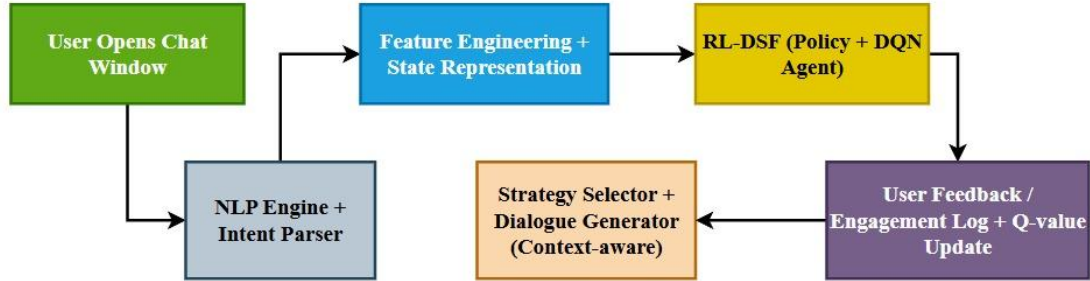 User Opens Chat
Window
Feature Engineering +
State Representation
RL-DSF (Policy + DQN
Agent)
NLP Engine +
Intent Parser
Strategy Selector +
Dialogue Generator
(Context-aware)
User Feedback /
Engagement Log + Q-value
Update